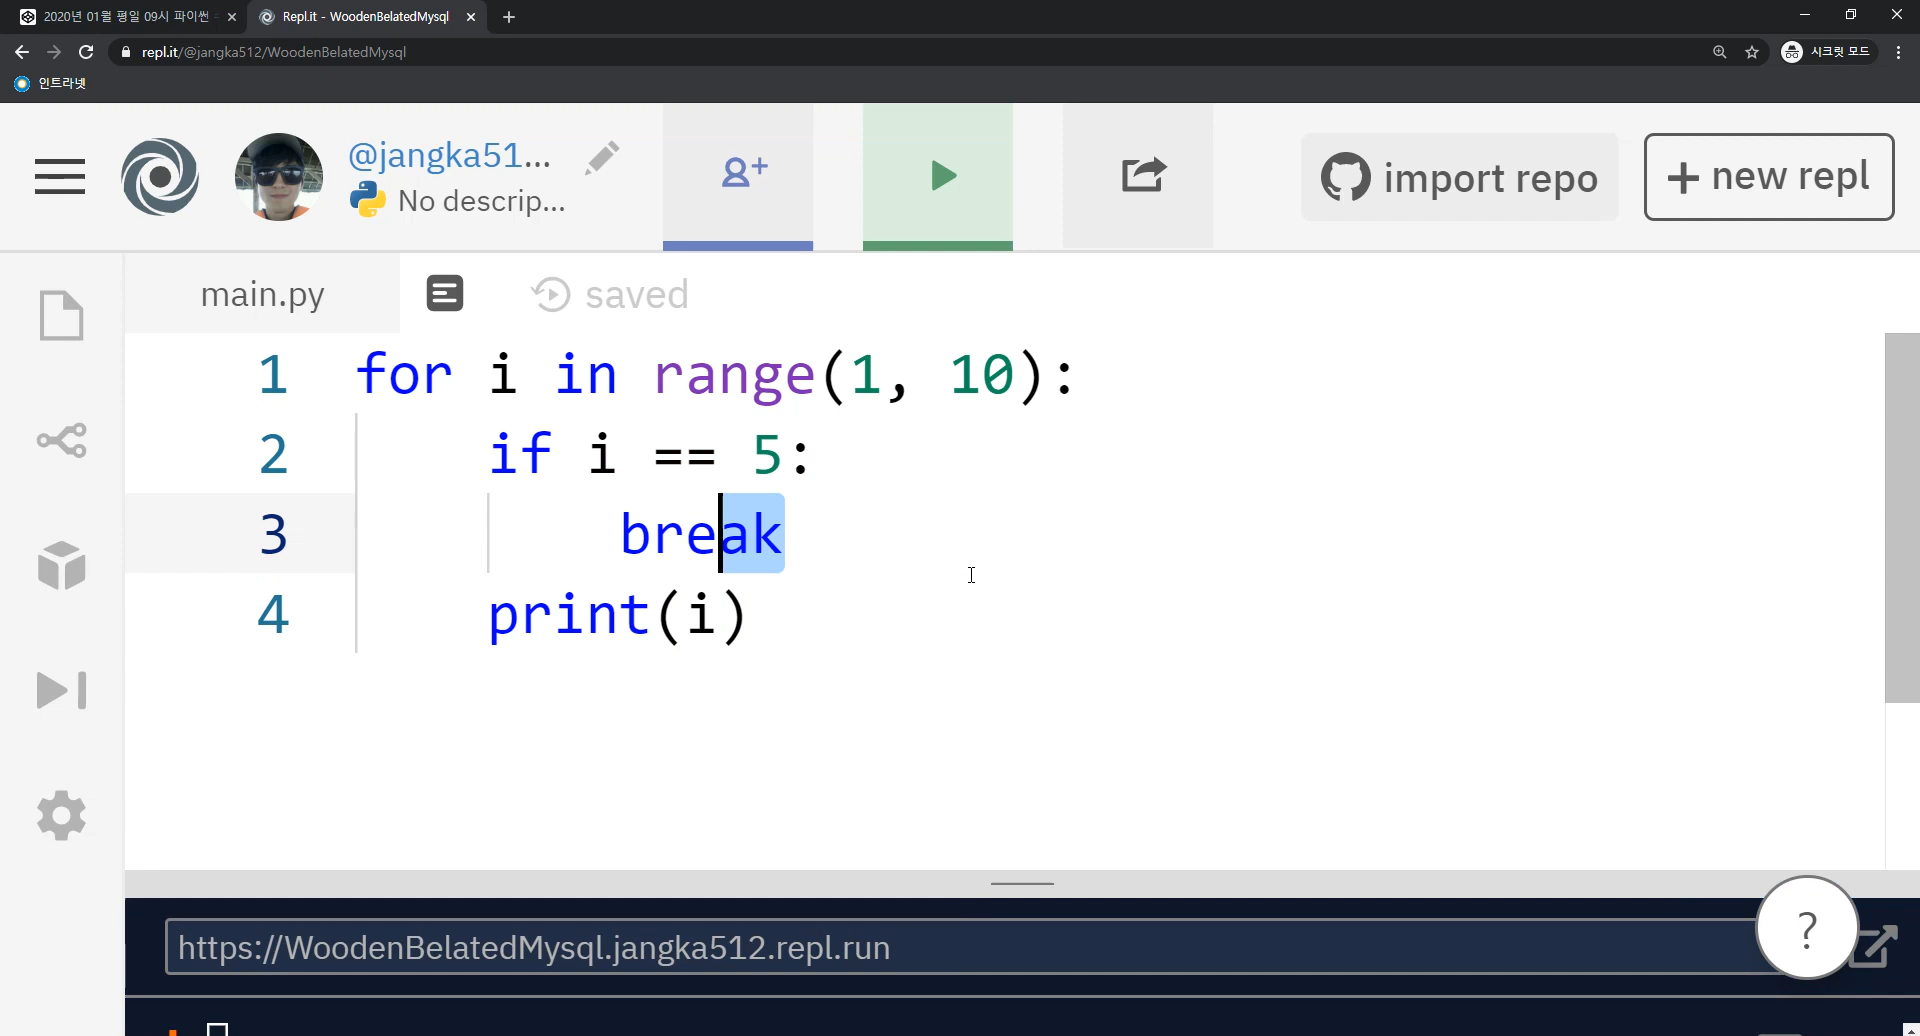 2020년 01월 평일 09시 파이썬
Repl.it - WoodenBelatedMysql
repl.it/@jangka512/WoodenBelatedMysql
시크릿 모드
인트라넷
@jangka51...
No descrip...
import repo
+ new repl
main.py
saved
1 for i in range(1, 10):
2 if i == 5:
3 break
4 print(i)
https://WoodenBelatedMysql.jangka512.repl.run
?